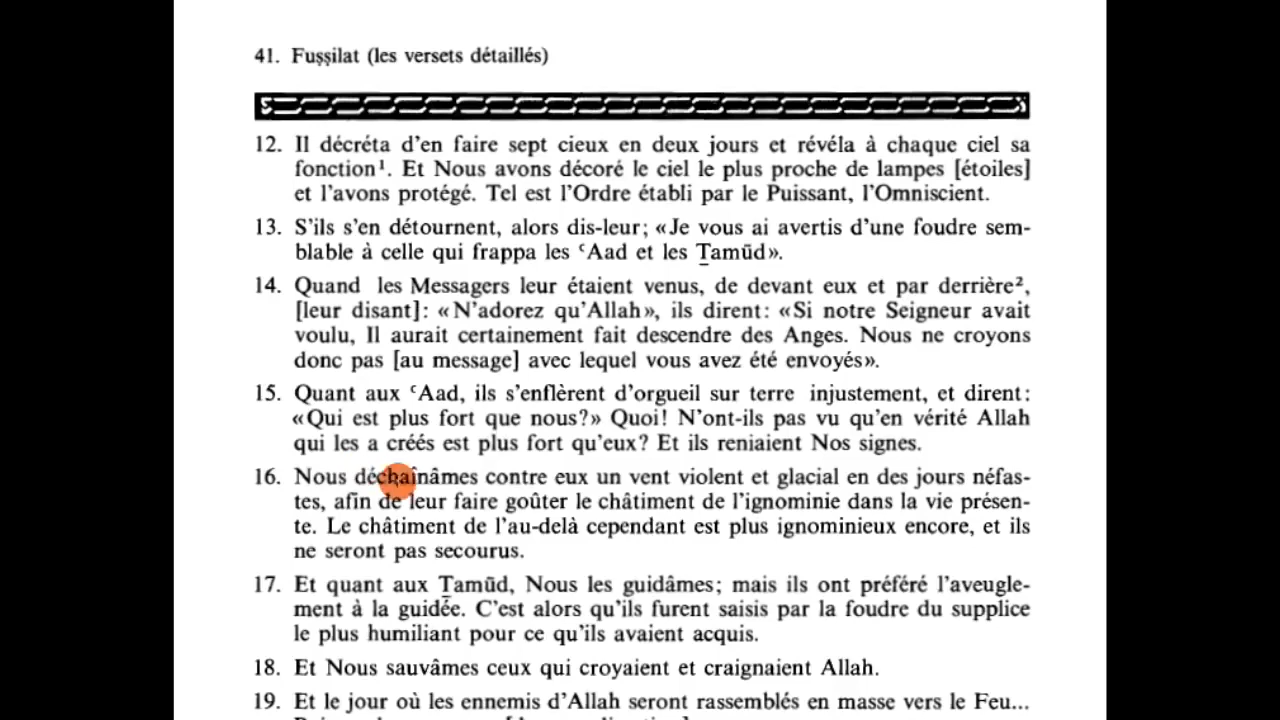 41. Fuṣṣilat (les versets détaillés)
12. Il décréta d'en faire sept cieux en deux jours et révéla à chaque ciel sa
fonction¹. Et Nous avons décoré le ciel le plus proche de lampes [étoiles]
et l'avons protégé. Tel est l'Ordre établi par le Puissant, l'Omniscient.
13. S'ils s'en détournent, alors dis-leur; «Je vous ai avertis d'une foudre sem-
blable à celle qui frappa les ʿAad et les Ṯamūd».
14. Quand les Messagers leur étaient venus, de devant eux et par derrière²,
[leur disant]: «N'adorez qu'Allah», ils dirent: «Si notre Seigneur avait
voulu, Il aurait certainement fait descendre des Anges. Nous ne croyons
donc pas [au message] avec lequel vous avez été envoyés».
15. Quant aux ʿAad, ils s'enflèrent d'orgueil sur terre injustement, et dirent:
«Qui est plus fort que nous?» Quoi! N'ont-ils pas vu qu'en vérité Allah
qui les a créés est plus fort qu'eux? Et ils reniaient Nos signes.
16. Nous déchaînâmes contre eux un vent violent et glacial en des jours néfas-
tes, afin de leur faire goûter le châtiment de l'ignominie dans la vie présen-
te. Le châtiment de l'au-delà cependant est plus ignominieux encore, et ils
ne seront pas secourus.
17. Et quant aux Ṯamūd, Nous les guidâmes; mais ils ont préféré l'aveugle-
ment à la guidée. C'est alors qu'ils furent saisis par la foudre du supplice
le plus humiliant pour ce qu'ils avaient acquis.
18. Et Nous sauvâmes ceux qui croyaient et craignaient Allah.
19. Et le jour où les ennemis d'Allah seront rassemblés en masse vers le Feu...